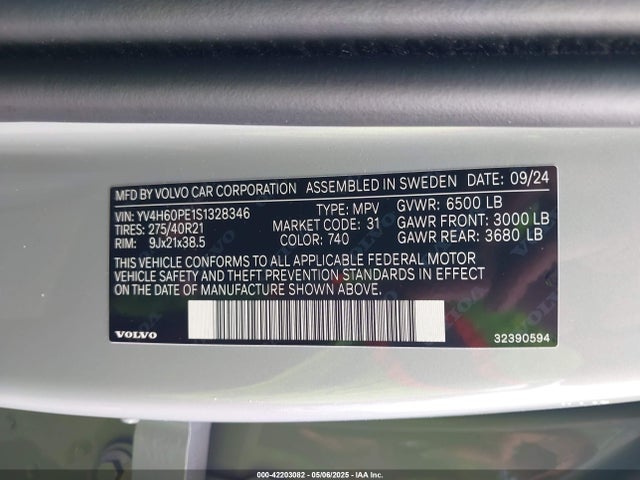 MFD BY VOLVO CAR CORPORATION ASSEMBLED IN SWEDEN DATE: 09/24
VIN: YV4H60PE1S1328346 TYPE: MPV GVWR: 6500 LB
TIRES: 275/40R21 MARKET CODE: 31 GAWR FRONT: 3000 LB
RIM: 9Jx21x38.5 COLOR: 740 GAWR REAR: 3680 LB
THIS VEHICLE CONFORMS TO ALL APPLICABLE FEDERAL MOTOR
VEHICLE SAFETY AND THEFT PREVENTION STANDARDS IN EFFECT
ON THE DATE OF MANUFACTURE SHOWN ABOVE.
VOLVO 32390594
000-42203082 - 05/06/2025 - IAA Inc.